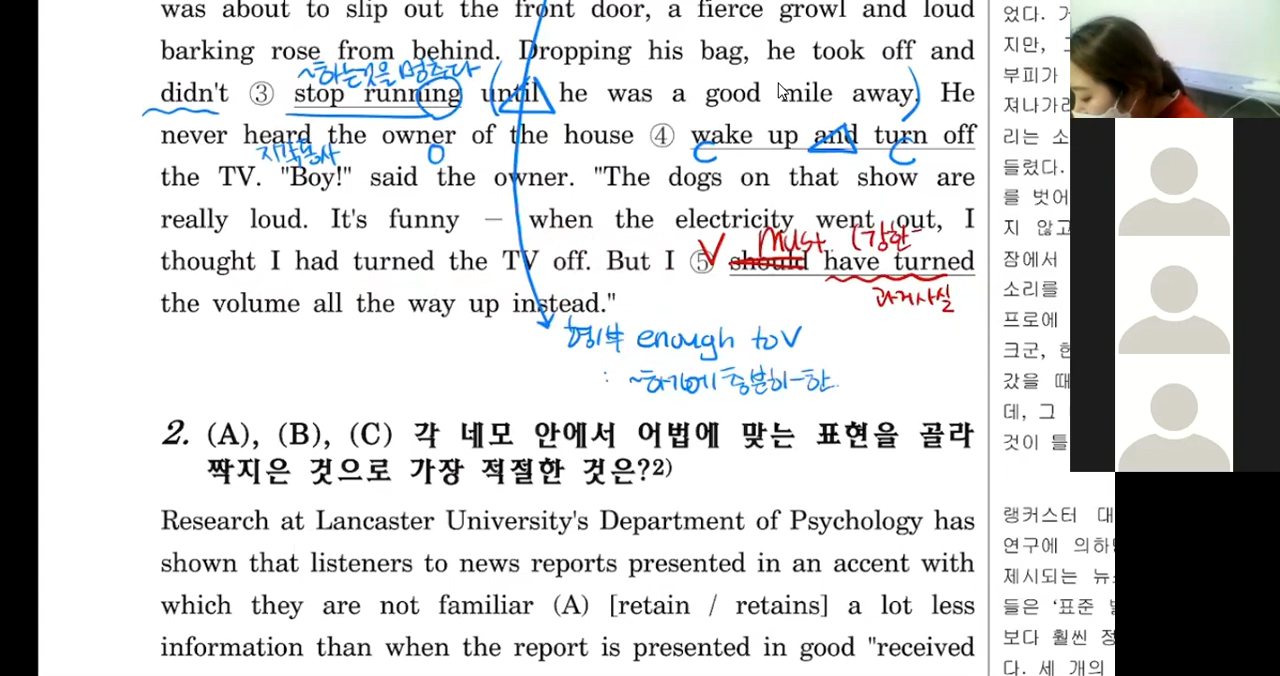 was about to slip out the front door, a fierce growl and loud
barking rose from behind. Dropping his bag, he took off and
~하는것을 멈추다
didn't ③ stop running until he was a good mile away. He
never heard the owner of the house ④ wake up and turn off
지각동사 O C C
the TV. "Boy!" said the owner. "The dogs on that show are
really loud. It's funny – when the electricity went out, I
V must (강한
thought I had turned the TV off. But I ⑤ should have turned
과거사실
the volume all the way up instead."
형/부 enough to V
: ~하기에 충분히 ~한
2. (A), (B), (C) 각 네모 안에서 어법에 맞는 표현을 골라
짝지은 것으로 가장 적절한 것은?2)
Research at Lancaster University's Department of Psychology has
shown that listeners to news reports presented in an accent with
which they are not familiar (A) [retain / retains] a lot less
information than when the report is presented in good "received
었다.
지만,
부피가
져나가
리는 소
들렸다.
를 벗어
지 않고
장에서
소리를
프로에
크군,
갔을 때
데, 그
것이 틀
랭커스터 대
연구에 의하
제시되는 뉴
들은 '표준
보다 훨씬 정
다. 세 개의